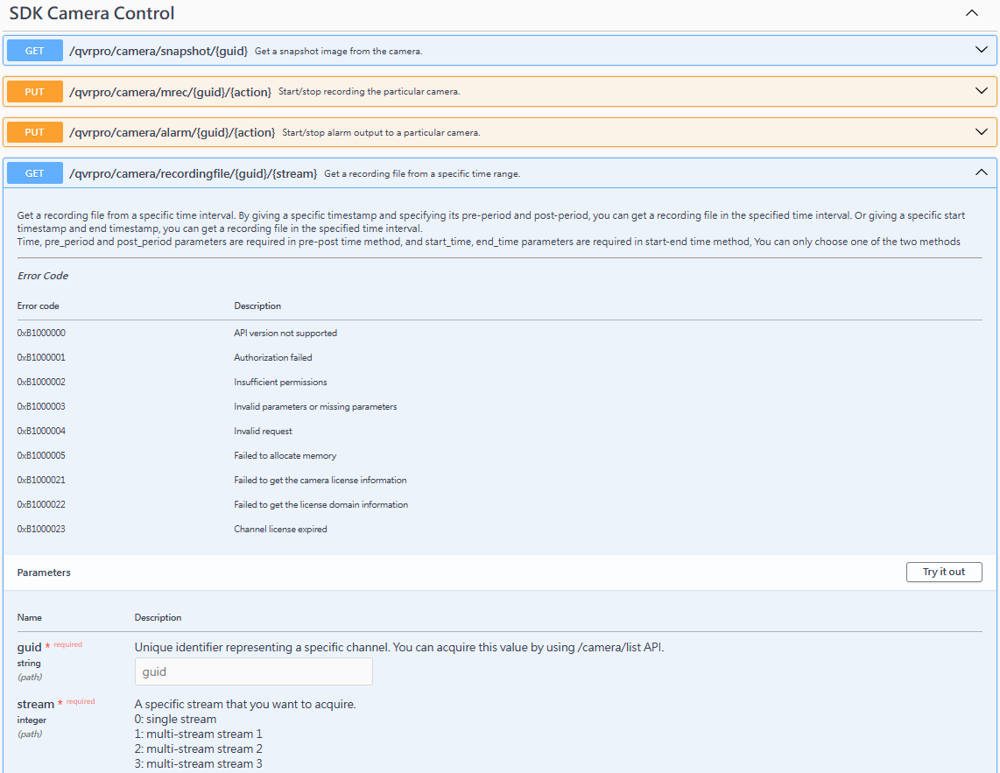 SDK Camera Control
GET /qvrpro/camera/snapshot/{guid} Get a snapshot image from the camera.
PUT /qvrpro/camera/mrec/{guid}/{action} Start/stop recording the particular camera.
PUT /qvrpro/camera/alarm/{guid}/{action} Start/stop alarm output to a particular camera.
GET /qvrpro/camera/recordingfile/{guid}/{stream} Get a recording file from a specific time range.
Get a recording file from a specific time interval. By giving a specific timestamp and specifying its pre-period and post-period, you can get a recording file in the specified time interval. Or giving a specific start
timestamp and end timestamp, you can get a recording file in the specified time interval.
Time, pre_period and post_period parameters are required in pre-post time method, and start_time, end_time parameters are required in start-end time method, You can only choose one of the two methods
Error Code
Error code Description
0xB1000000 API version not supported
0xB1000001 Authorization failed
0xB1000002 Insufficient permissions
0xB1000003 Invalid parameters or missing parameters
0xB1000004 Invalid request
0xB1000005 Failed to allocate memory
0xB1000021 Failed to get the camera license information
0xB1000022 Failed to get the license domain information
0xB1000023 Channel license expired
Parameters Try it out
Name Description
guid * required Unique identifier representing a specific channel. You can acquire this value by using /camera/list API.
string
(path) guid
stream * required A specific stream that you want to acquire.
integer 0: single stream
(path) 1: multi-stream stream 1
2: multi-stream stream 2
3: multi-stream stream 3